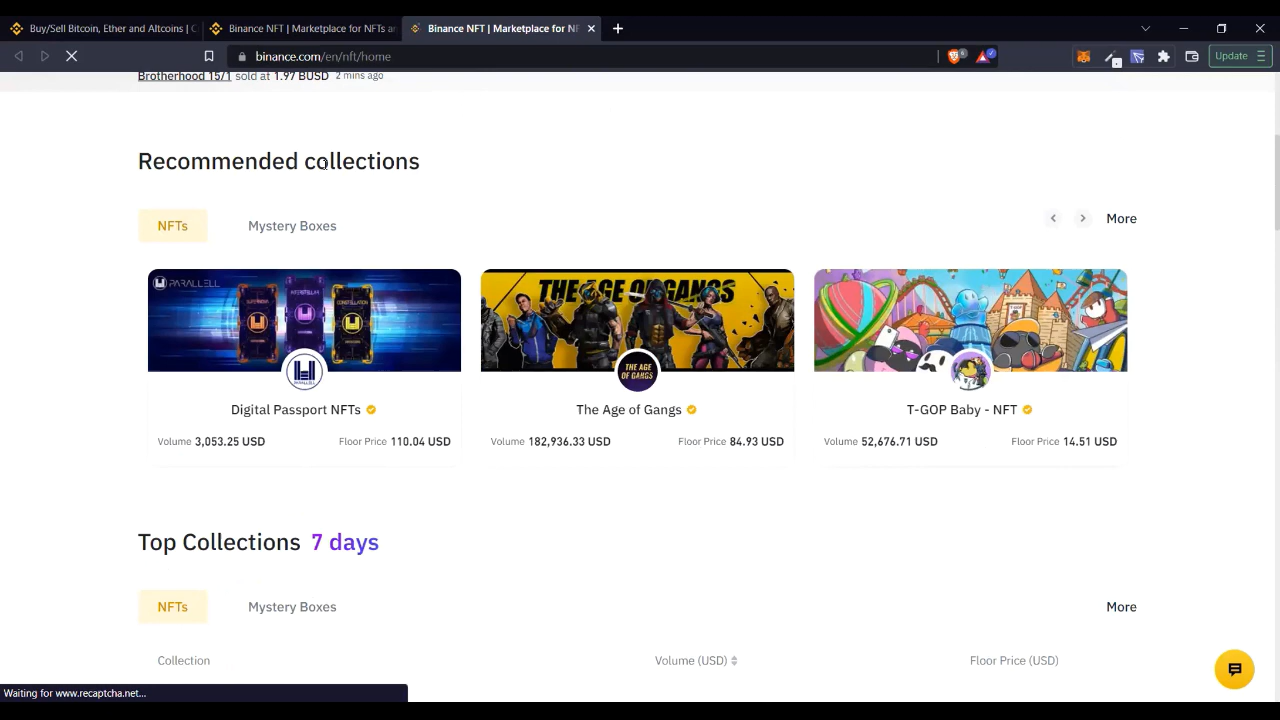 Buy/Sell Bitcoin, Ether and Altcoins | C
Binance NFT | Marketplace for NFTs a
Binance NFT | Marketplace for NF
binance.com/en/nft/home
Update
Brotherhood 15/1 sold at 1.97 BUSD 2 mins ago
Recommended collections
NFTs
Mystery Boxes
More
PARALLELL
THE AGE OF GANGS
THE AGE
OF GANGS
Digital Passport NFTs
The Age of Gangs
T-GOP Baby - NFT
Volume 3,053.25 USD
Floor Price 110.04 USD
Volume 182,936.33 USD
Floor Price 84.93 USD
Volume 52,676.71 USD
Floor Price 14.51 USD
Top Collections 7 days
NFTs
Mystery Boxes
More
Collection
Volume (USD)
Floor Price (USD)
Waiting for www.recaptcha.net...